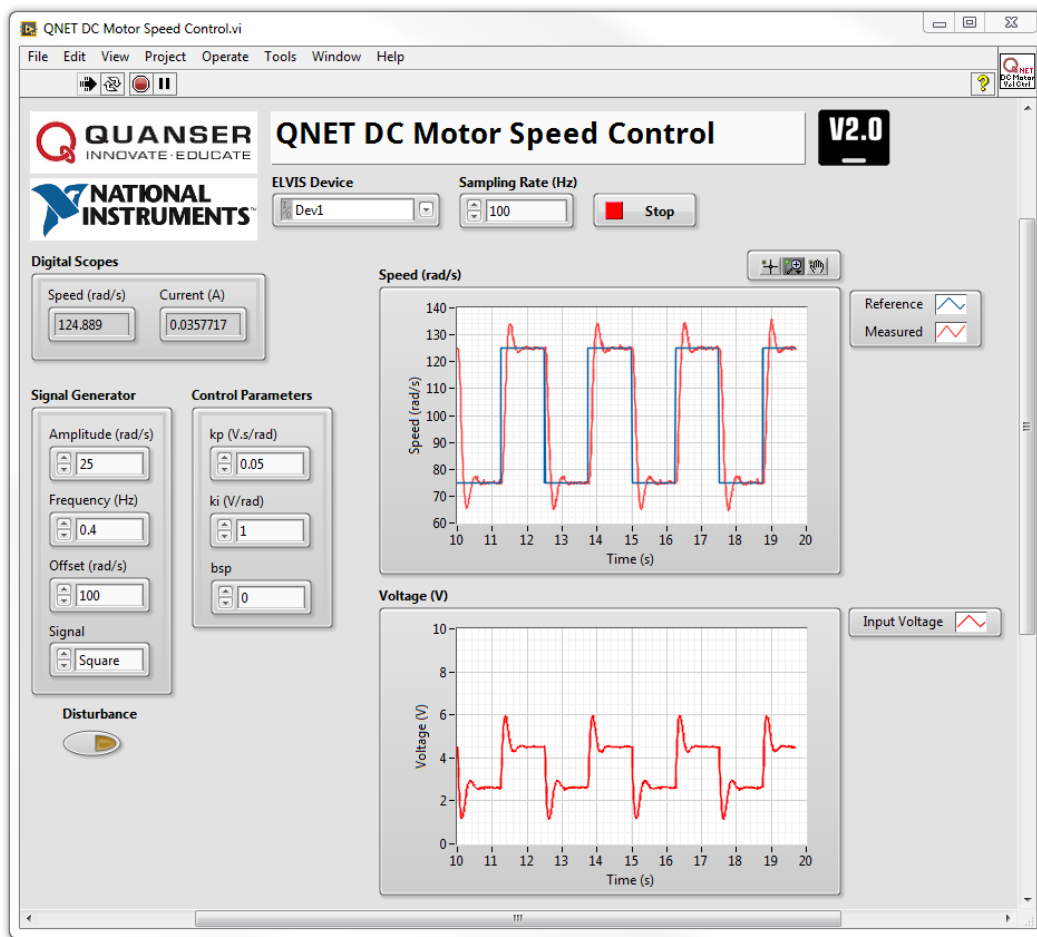 QNET DC Motor Speed Control.vi
File Edit View Project Operate Tools Window Help
QNET
DC Motor
Vel Ctrl
QUANSER
INNOVATE·EDUCATE
QNET DC Motor Speed Control
V2.0
NATIONAL
INSTRUMENTS™
ELVIS Device
Sampling Rate (Hz)
I/O Dev1
100
Stop
Digital Scopes
Speed (rad/s) Current (A)
124.889 0.0357717
Signal Generator
Amplitude (rad/s)
25
Frequency (Hz)
0.4
Offset (rad/s)
100
Signal
Square
Disturbance
Control Parameters
kp (V.s/rad)
0.05
ki (V/rad)
1
bsp
0
Speed (rad/s)
Reference
Measured
Speed (rad/s)
140
130
120
110
100
90
80
70
60
10 11 12 13 14 15 16 17 18 19 20
Time (s)
Voltage (V)
Input Voltage
Voltage (V)
10
8
6
4
2
0
10 11 12 13 14 15 16 17 18 19 20
Time (s)